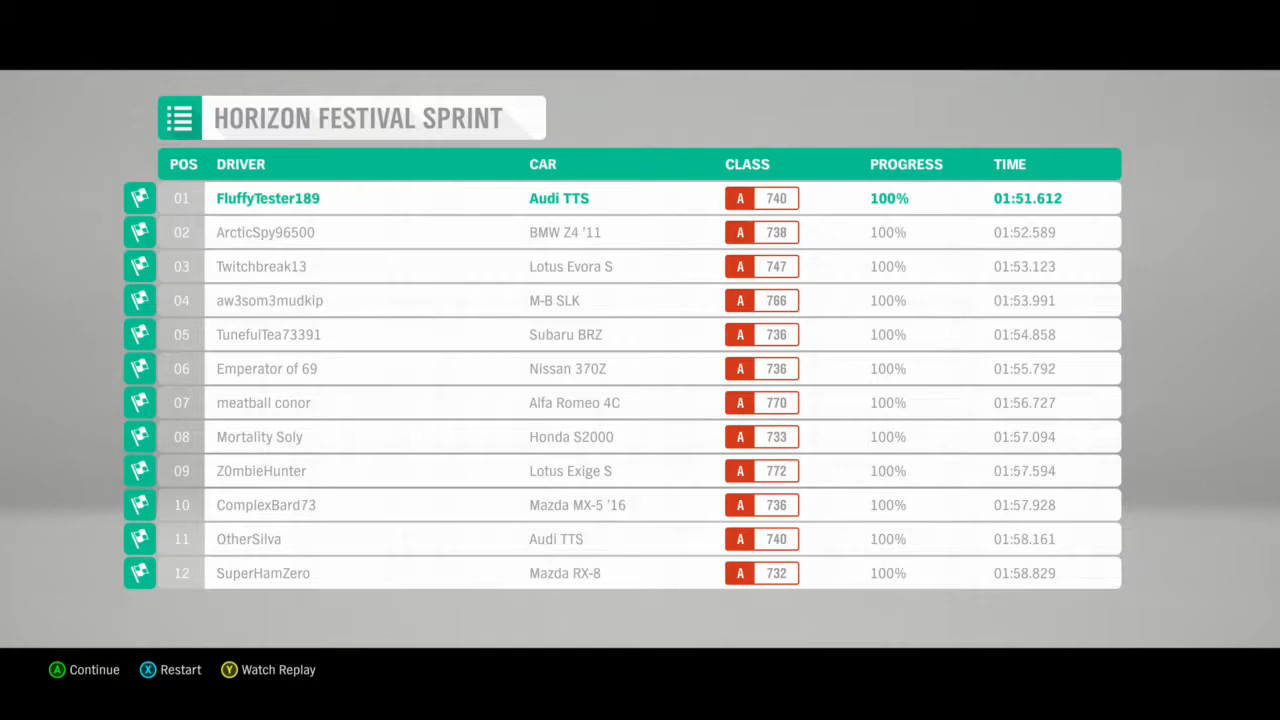 HORIZON FESTIVAL SPRINT
POS DRIVER CAR CLASS PROGRESS TIME
01 FluffyTester189 Audi TTS A 740 100% 01:51.612
02 ArcticSpy96500 BMW Z4 '11 A 738 100% 01:52.589
03 Twitchbreak13 Lotus Evora S A 747 100% 01:53.123
04 aw3som3mudkip M-B SLK A 766 100% 01:53.991
05 TunefulTea73391 Subaru BRZ A 736 100% 01:54.858
06 Emperator of 69 Nissan 370Z A 736 100% 01:55.792
07 meatball conor Alfa Romeo 4C A 770 100% 01:56.727
08 Mortality Soly Honda S2000 A 733 100% 01:57.094
09 Z0mbieHunter Lotus Exige S A 772 100% 01:57.594
10 ComplexBard73 Mazda MX-5 '16 A 736 100% 01:57.928
11 OtherSilva Audi TTS A 740 100% 01:58.161
12 SuperHamZero Mazda RX-8 A 732 100% 01:58.829
A Continue X Restart Y Watch Replay